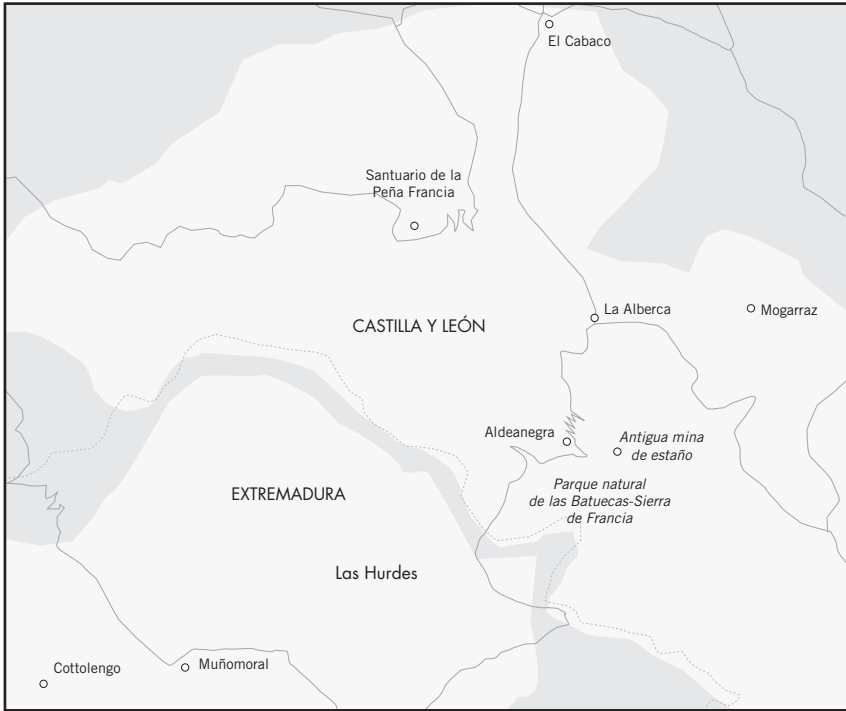 El Cabaco
Santuario de la
Peña Francia
La Alberca
Mogarraz
CASTILLA Y LEÓN
Aldeanegra
Antigua mina
de estaño
Parque natural
de las Batuecas-Sierra
de Francia
EXTREMADURA
Las Hurdes
Cottolengo
Muñomoral